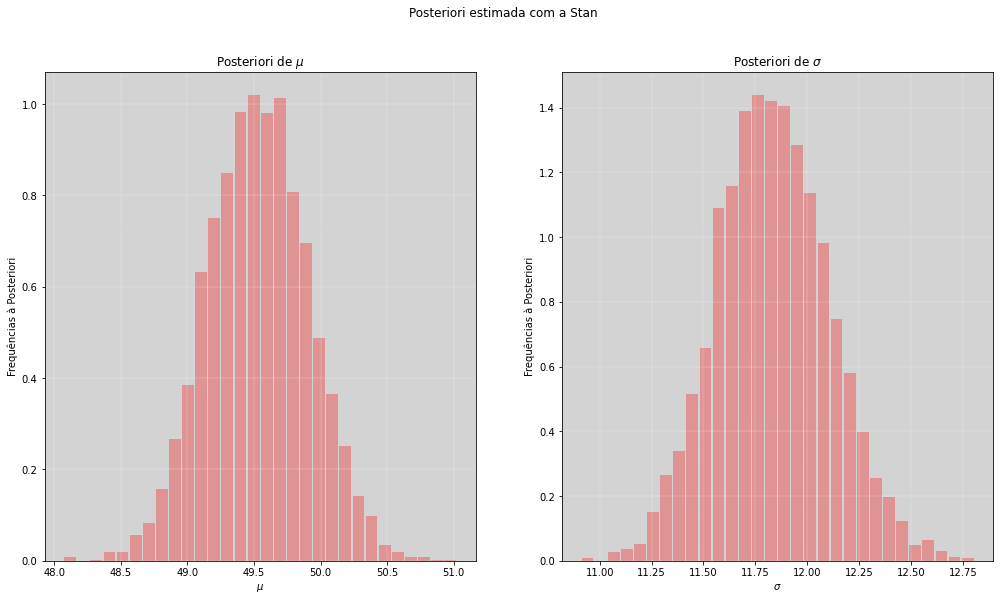 Posteriori estimada com a Stan
Posteriori de μ
Frequências à Posteriori
1.0
0.8
0.6
0.4
0.2
0.0
48.0 48.5 49.0 49.5 50.0 50.5 51.0
μ
Posteriori de σ
Frequências à Posteriori
1.4
1.2
1.0
0.8
0.6
0.4
0.2
0.0
11.00 11.25 11.50 11.75 12.00 12.25 12.50 12.75
σ